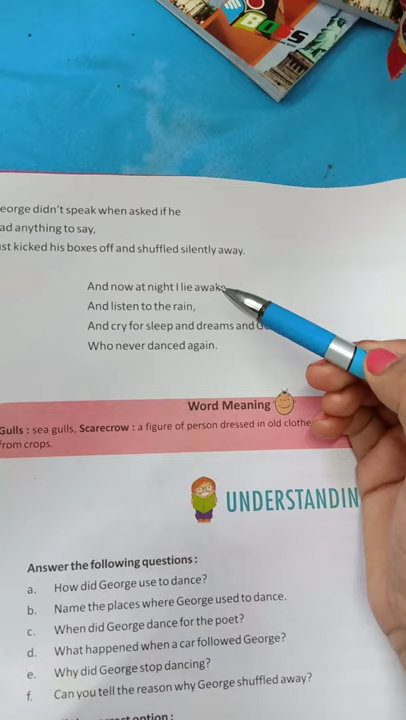 BOOS
eorge didn't speak when asked if he
ad anything to say,
st kicked his boxes off and shuffled silently away.
And now at night I lie awake
And listen to the rain,
And cry for sleep and dreams and
Who never danced again.
Word Meaning
Gulls : sea gulls, Scarecrow : a figure of person dressed in old clothe
from crops.
UNDERSTANDIN
Answer the following questions :
a. How did George use to dance?
b. Name the places where George used to dance.
c. When did George dance for the poet?
d. What happened when a car followed George?
e. Why did George stop dancing?
f. Can you tell the reason why George shuffled away?
option :